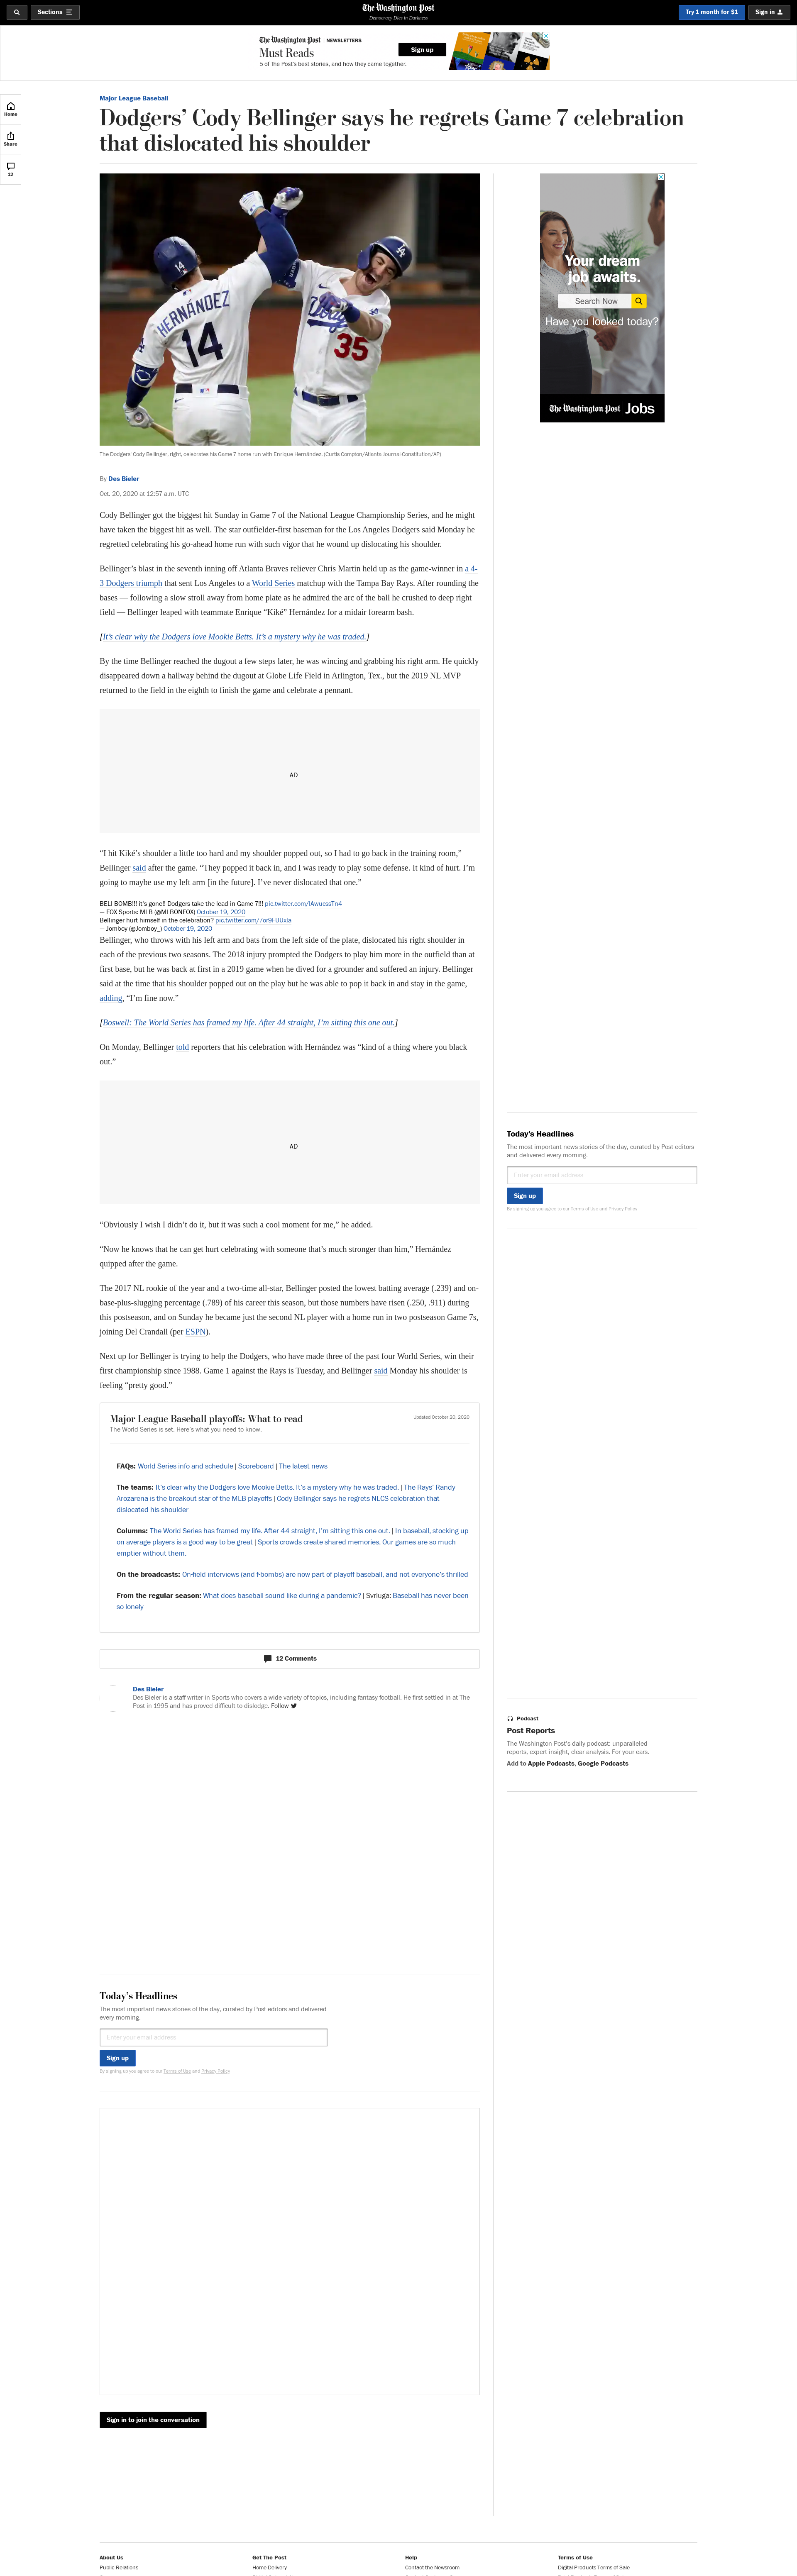 Sections
The Washington Post
Democracy Dies in Darkness
Try 1 month for $1
Sign in
The Washington Post | NEWSLETTERS
Must Reads
5 of The Post's best stories, and how they came together.
Sign up
Home
Share
12
Major League Baseball
Dodgers’ Cody Bellinger says he regrets Game 7 celebration
that dislocated his shoulder
HERNÁNDEZ
14
14
Dodgers
35
The Dodgers' Cody Bellinger, right, celebrates his Game 7 home run with Enrique Hernández. (Curtis Compton/Atlanta Journal-Constitution/AP)
By Des Bieler
Oct. 20, 2020 at 12:57 a.m. UTC
Cody Bellinger got the biggest hit Sunday in Game 7 of the National League Championship Series, and he might
have taken the biggest hit as well. The star outfielder-first baseman for the Los Angeles Dodgers said Monday he
regretted celebrating his go-ahead home run with such vigor that he wound up dislocating his shoulder.
Bellinger’s blast in the seventh inning off Atlanta Braves reliever Chris Martin held up as the game-winner in a 4-
3 Dodgers triumph that sent Los Angeles to a World Series matchup with the Tampa Bay Rays. After rounding the
bases — following a slow stroll away from home plate as he admired the arc of the ball he crushed to deep right
field — Bellinger leaped with teammate Enrique “Kiké” Hernández for a midair forearm bash.
[It’s clear why the Dodgers love Mookie Betts. It’s a mystery why he was traded.]
By the time Bellinger reached the dugout a few steps later, he was wincing and grabbing his right arm. He quickly
disappeared down a hallway behind the dugout at Globe Life Field in Arlington, Tex., but the 2019 NL MVP
returned to the field in the eighth to finish the game and celebrate a pennant.
AD
“I hit Kiké’s shoulder a little too hard and my shoulder popped out, so I had to go back in the training room,”
Bellinger said after the game. “They popped it back in, and I was ready to play some defense. It kind of hurt. I’m
going to maybe use my left arm [in the future]. I’ve never dislocated that one.”
BELI BOMB!!! it's gone!! Dodgers take the lead in Game 7!!!! pic.twitter.com/IAwucssTn4
— FOX Sports: MLB (@MLBONFOX) October 19, 2020
Bellinger hurt himself in the celebration? pic.twitter.com/7or9FUUxla
— Jomboy (@Jomboy_) October 19, 2020
Bellinger, who throws with his left arm and bats from the left side of the plate, dislocated his right shoulder in
each of the previous two seasons. The 2018 injury prompted the Dodgers to play him more in the outfield than at
first base, but he was back at first in a 2019 game when he dived for a grounder and suffered an injury. Bellinger
said at the time that his shoulder popped out on the play but he was able to pop it back in and stay in the game,
adding, “I’m fine now.”
[Boswell: The World Series has framed my life. After 44 straight, I’m sitting this one out.]
On Monday, Bellinger told reporters that his celebration with Hernández was “kind of a thing where you black
out.”
AD
“Obviously I wish I didn’t do it, but it was such a cool moment for me,” he added.
“Now he knows that he can get hurt celebrating with someone that’s much stronger than him,” Hernández
quipped after the game.
The 2017 NL rookie of the year and a two-time all-star, Bellinger posted the lowest batting average (.239) and on-
base-plus-slugging percentage (.789) of his career this season, but those numbers have risen (.250, .911) during
this postseason, and on Sunday he became just the second NL player with a home run in two postseason Game 7s,
joining Del Crandall (per ESPN).
Next up for Bellinger is trying to help the Dodgers, who have made three of the past four World Series, win their
first championship since 1988. Game 1 against the Rays is Tuesday, and Bellinger said Monday his shoulder is
feeling “pretty good.”
Major League Baseball playoffs: What to read
Updated October 20, 2020
The World Series is set. Here’s what you need to know.
FAQs: World Series info and schedule | Scoreboard | The latest news
The teams: It’s clear why the Dodgers love Mookie Betts. It’s a mystery why he was traded. | The Rays’ Randy
Arozarena is the breakout star of the MLB playoffs | Cody Bellinger says he regrets NLCS celebration that
dislocated his shoulder
Columns: The World Series has framed my life. After 44 straight, I’m sitting this one out. | In baseball, stocking up
on average players is a good way to be great | Sports crowds create shared memories. Our games are so much
emptier without them.
On the broadcasts: On-field interviews (and f-bombs) are now part of playoff baseball, and not everyone’s thrilled
From the regular season: What does baseball sound like during a pandemic? | Svrluga: Baseball has never been
so lonely
12 Comments
Des Bieler
Des Bieler is a staff writer in Sports who covers a wide variety of topics, including fantasy football. He first settled in at The
Post in 1995 and has proved difficult to dislodge. Follow
Today’s Headlines
The most important news stories of the day, curated by Post editors and delivered
every morning.
Enter your email address
Sign up
By signing up you agree to our Terms of Use and Privacy Policy
Sign in to join the conversation
Your dream
job awaits.
Search Now
Have you looked today?
The Washington Post Jobs
Today’s Headlines
The most important news stories of the day, curated by Post editors
and delivered every morning.
Enter your email address
Sign up
By signing up you agree to our Terms of Use and Privacy Policy
Podcast
Post Reports
The Washington Post’s daily podcast: unparalleled
reports, expert insight, clear analysis. For your ears.
Add to Apple Podcasts, Google Podcasts
About Us
Public Relations
Get The Post
Home Delivery
Help
Contact the Newsroom
Terms of Use
Digital Products Terms of Sale